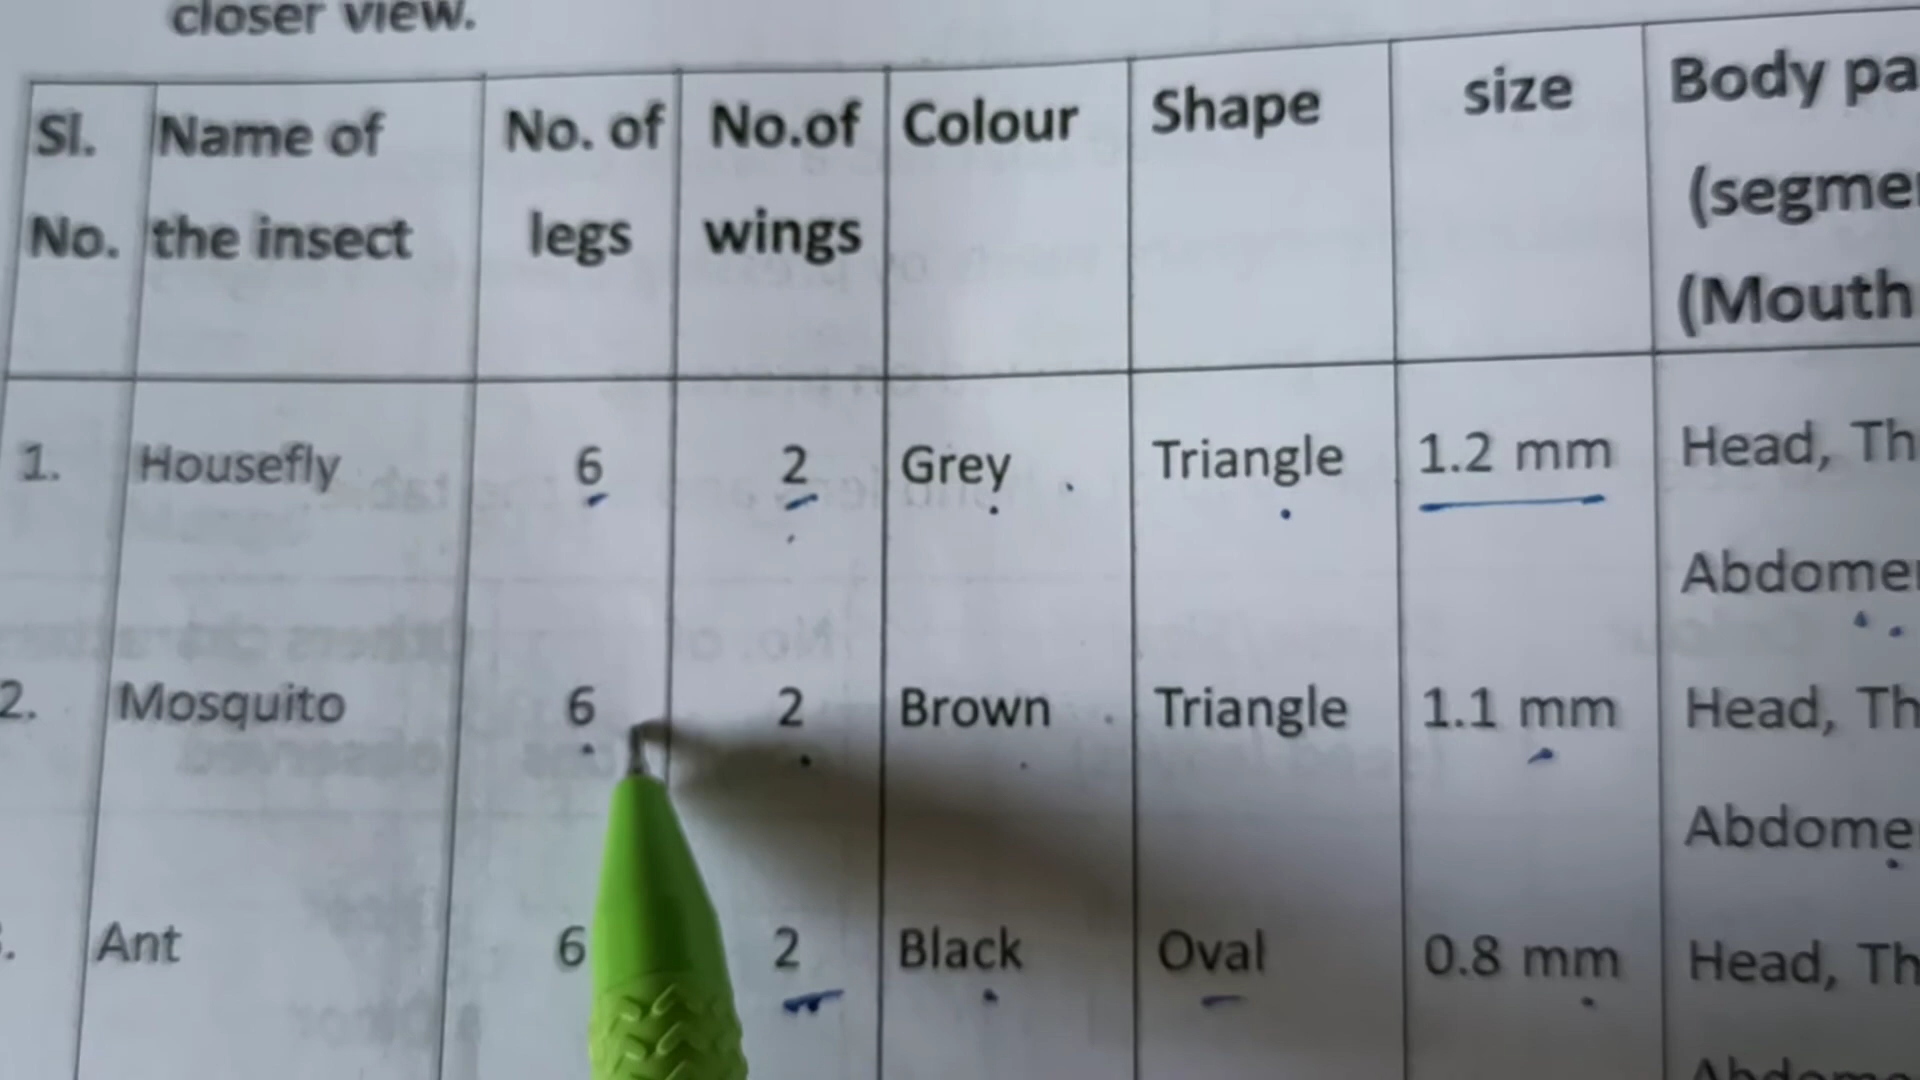 closer view.
Sl. Name of No. of No.of Colour Shape size Body pa
No. the insect legs wings (segme
(Mouth
1. Housefly 6 2 Grey Triangle 1.2 mm Head, Th
Abdome
2. Mosquito 6 2 Brown Triangle 1.1 mm Head, Th
Abdome
. Ant 6 2 Black Oval 0.8 mm Head, Th